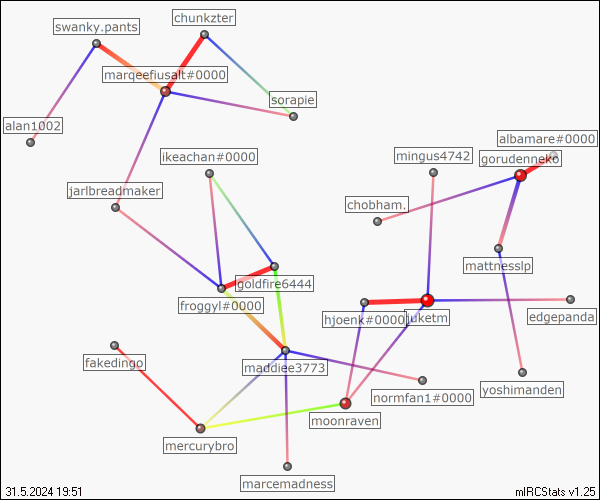 chunkzter
swanky.pants
marqeefiusalt#0000
sorapie
alan1002
albamare#0000
ikeachan#0000
mingus4742
gorudenneko
jarlbreadmaker
chobham.
mattnesslp
goldfire6444
froggyl#0000
hjoenk#0000
juketm
edgepanda
fakedingo
maddiee3773
normfan1#0000
yoshimanden
moonraven
mercurybro
marcemadness
31.5.2024 19:51
mIRCStats v1.25